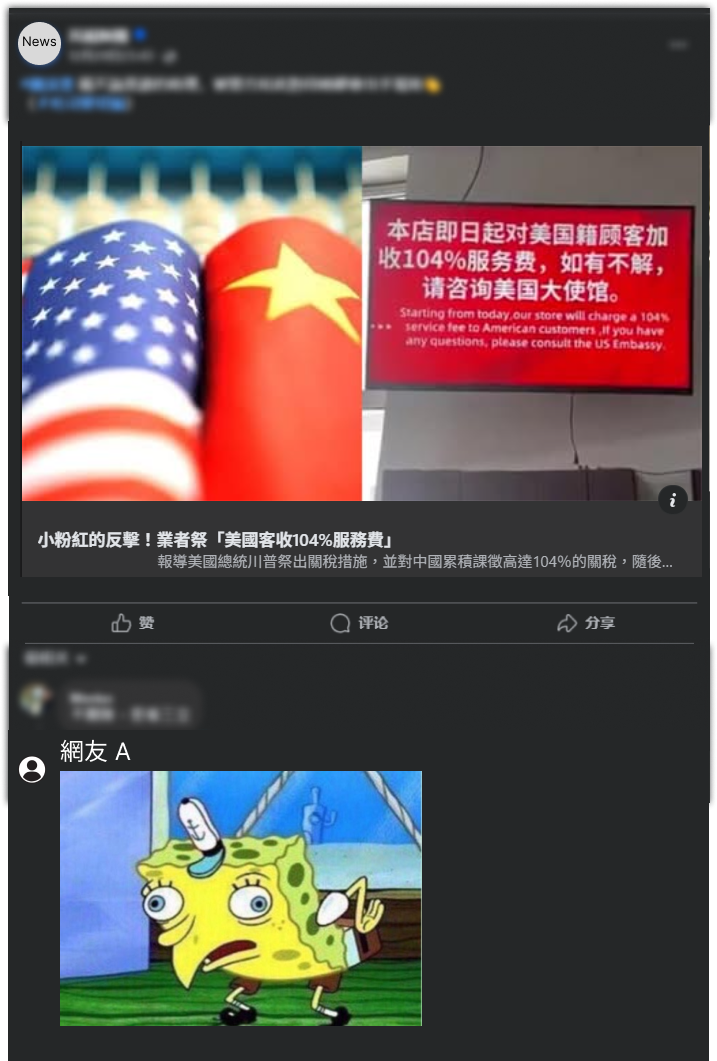 News
本店即日起对美国籍顾客加
收104%服务费，如有不解，
请咨询美国大使馆。
Starting from today,our store will charge a 104%
service fee to American customers ,If you have
any questions, please consult the US Embassy.
小粉紅的反擊！業者祭「美國客收104%服務費」
報導美國總統川普祭出關稅措施，並對中國累積課徵高達104%的關稅，隨後...
赞 评论 分享
網友 A